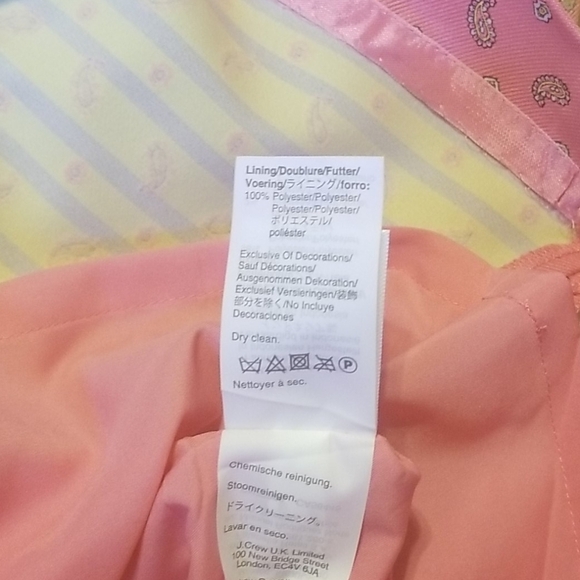 Lining/Doublure/Futter/
Voering/ライニング/forro:
100% Polyester/Polyester/
Polyester/Polyester/
ポリエステル/
poliéster
Exclusive Of Decorations/
Sauf Décorations/
Ausgenommen Dekoration/
Exclusief Versieringen/装飾
部分を除く/No Incluye
Decoraciones
Dry clean.
P
Nettoyer à sec.
Chemische reinigung.
Stoomreinigen.
ドライクリーニング。
Lavar en seco.
J.Crew U.K. Limited
100 New Bridge Street
London, EC4V 6JA